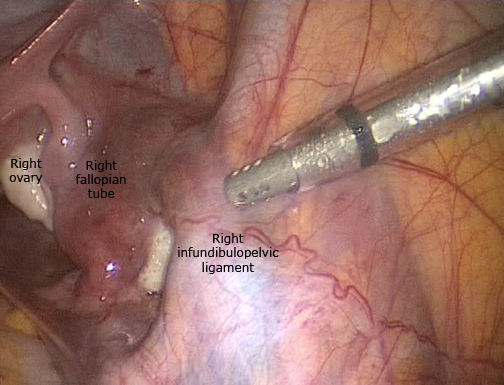 Right
ovary
Right
fallopian
tube
Right
infundibulopelvic
ligament